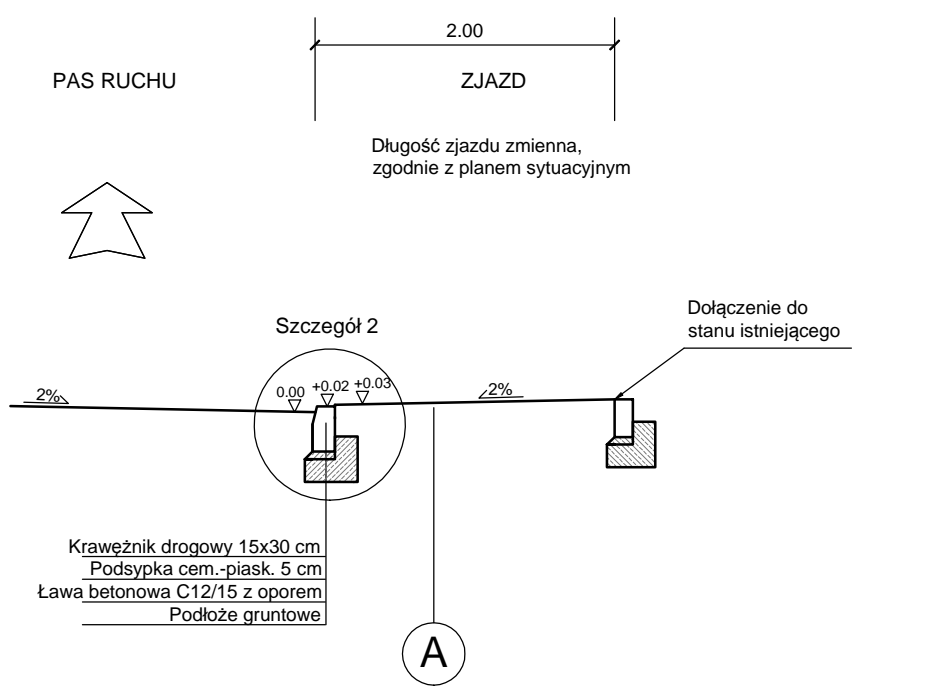 2.00
PAS RUCHU
ZJAZD
Długość zjazdu zmienna,
zgodnie z planem sytuacyjnym
Szczegół 2
Dołączenie do
stanu istniejącego
2%
0.00
+0.02
+0.03
2%
Krawężnik drogowy 15x30 cm
Podsypka cem.-piask. 5 cm
Ława betonowa C12/15 z oporem
Podłoże gruntowe
A